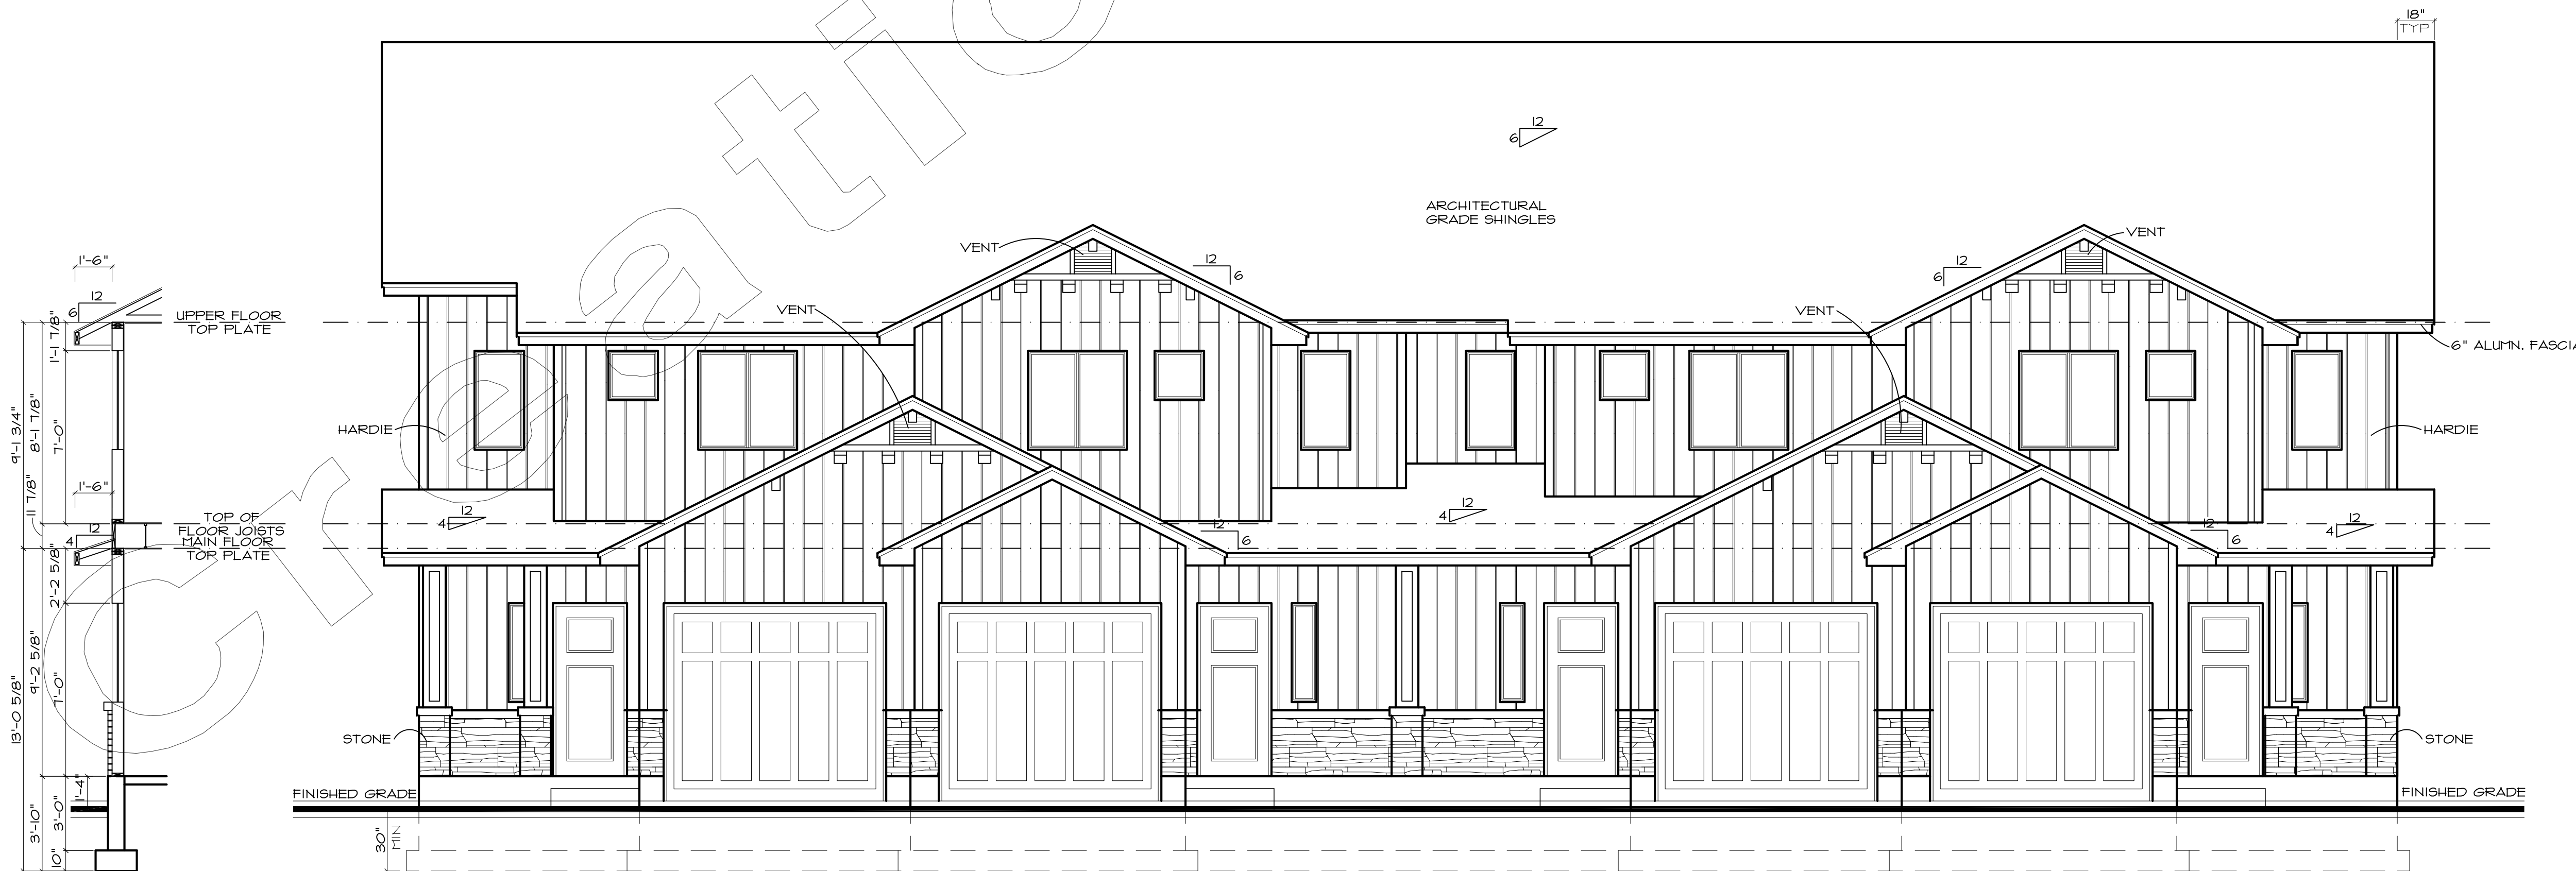 18"
TYP
12
6
ARCHITECTURAL
GRADE SHINGLES
VENT
12
6
12
6
VENT
1'-6"
12
6
UPPER FLOOR
TOP PLATE
VENT
VENT
6" ALUMN. FASCIA
1'-1 7/8"
8'-1 7/8"
9'-1 3/4"
7'-0"
HARDIE
HARDIE
1'-6"
11 7/8"
12
4
TOP OF
FLOOR JOISTS
MAIN FLOOR
TOP PLATE
12
4
12
6
12
4
12
6
12
4
2'-2 5/8"
9'-2 5/8"
13'-0 5/8"
7'-0"
STONE
STONE
1'-4"
FINISHED GRADE
FINISHED GRADE
3'-10"
3'-0"
10"
30"
MIN
Creatio